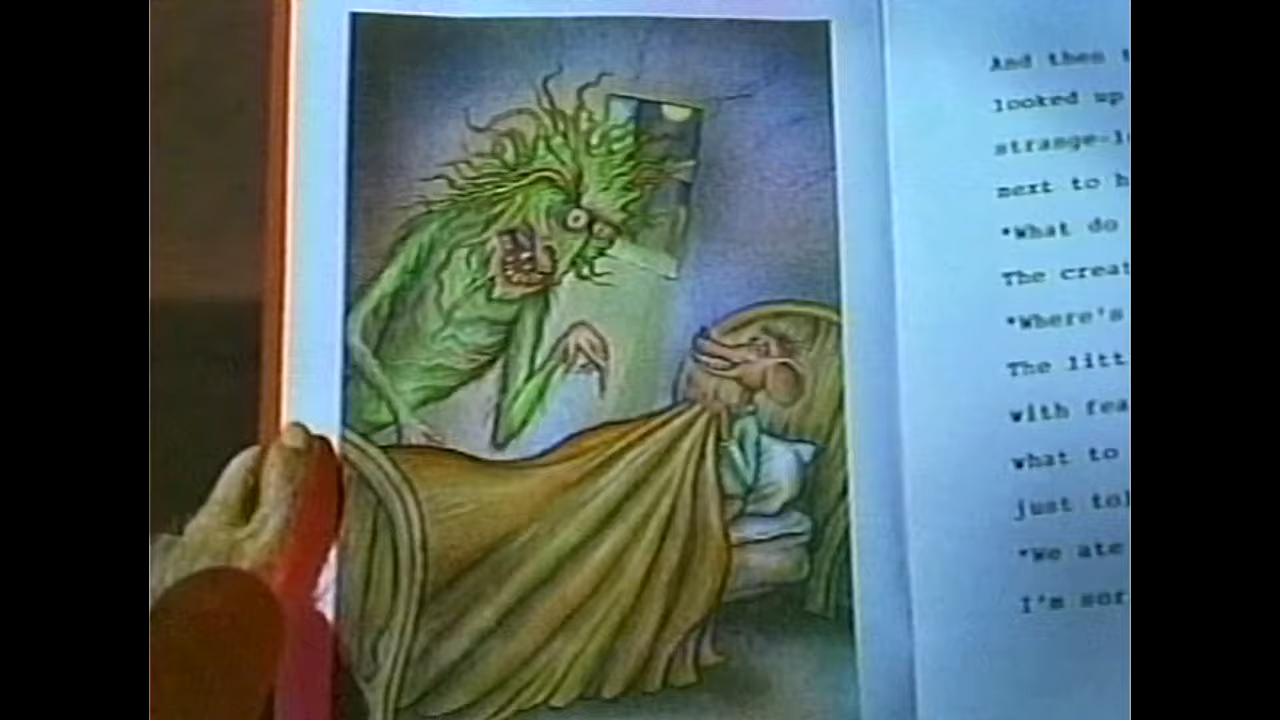 And then
looked up
strange-l
next to h
"What do
The creat
"Where's
The litt
with fea
what to
just tol
"We ate
I'm sor